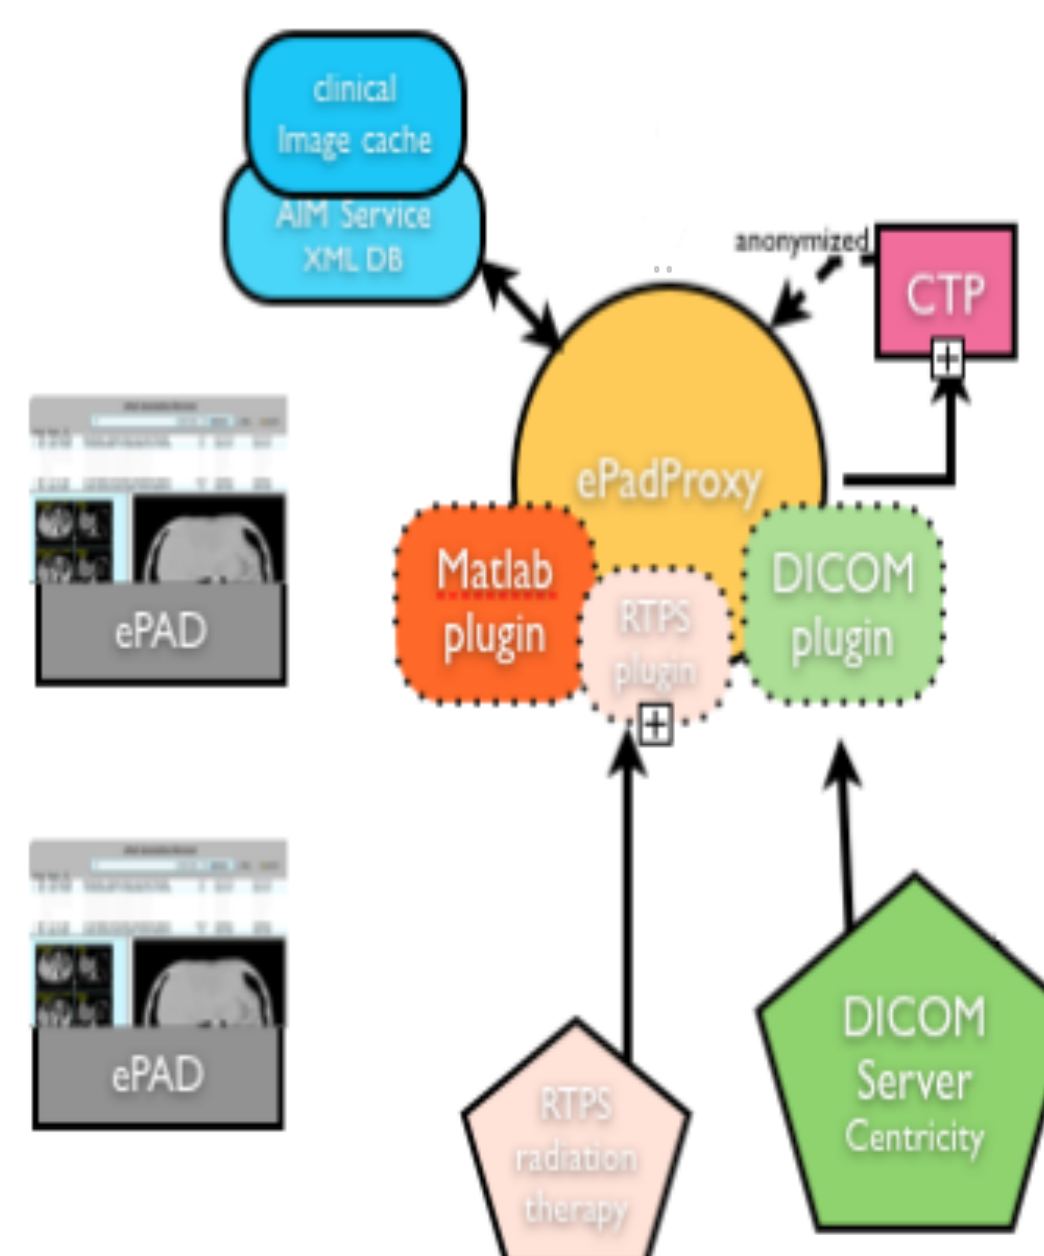 clinical
Image cache
AIM Service
XML DB
anonymized
CTP
ePadProxy
Matlab
plugin
RTPS
plugin
DICOM
plugin
ePAD
ePAD
RTPS
radiation
therapy
DICOM
Server
Centricity